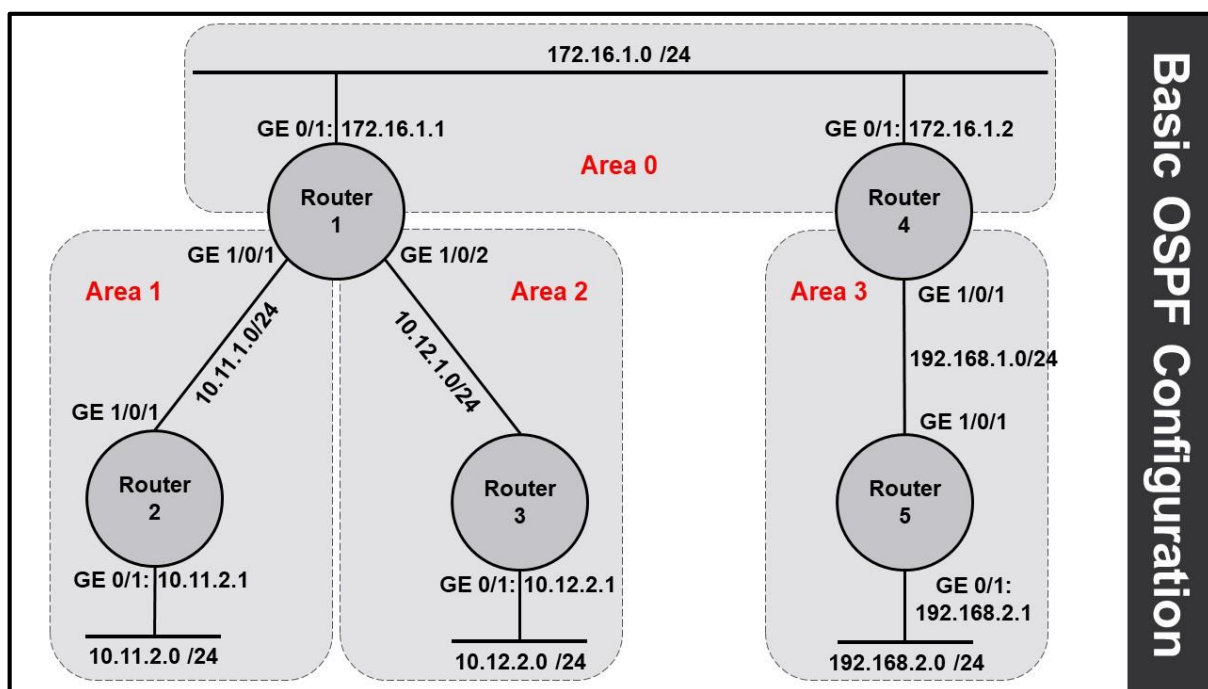 172.16.1.0 /24
GE 0/1: 172.16.1.1
GE 0/1: 172.16.1.2
Area 0
Router
1
Router
4
GE 1/0/1
GE 1/0/2
Area 1
Area 2
Area 3
GE 1/0/1
10.11.1.0/24
10.12.1.0/24
192.168.1.0/24
GE 1/0/1
GE 1/0/1
Router
2
Router
3
Router
5
GE 0/1: 10.11.2.1
GE 0/1: 10.12.2.1
GE 0/1:
192.168.2.1
10.11.2.0 /24
10.12.2.0 /24
192.168.2.0 /24
Basic OSPF Configuration